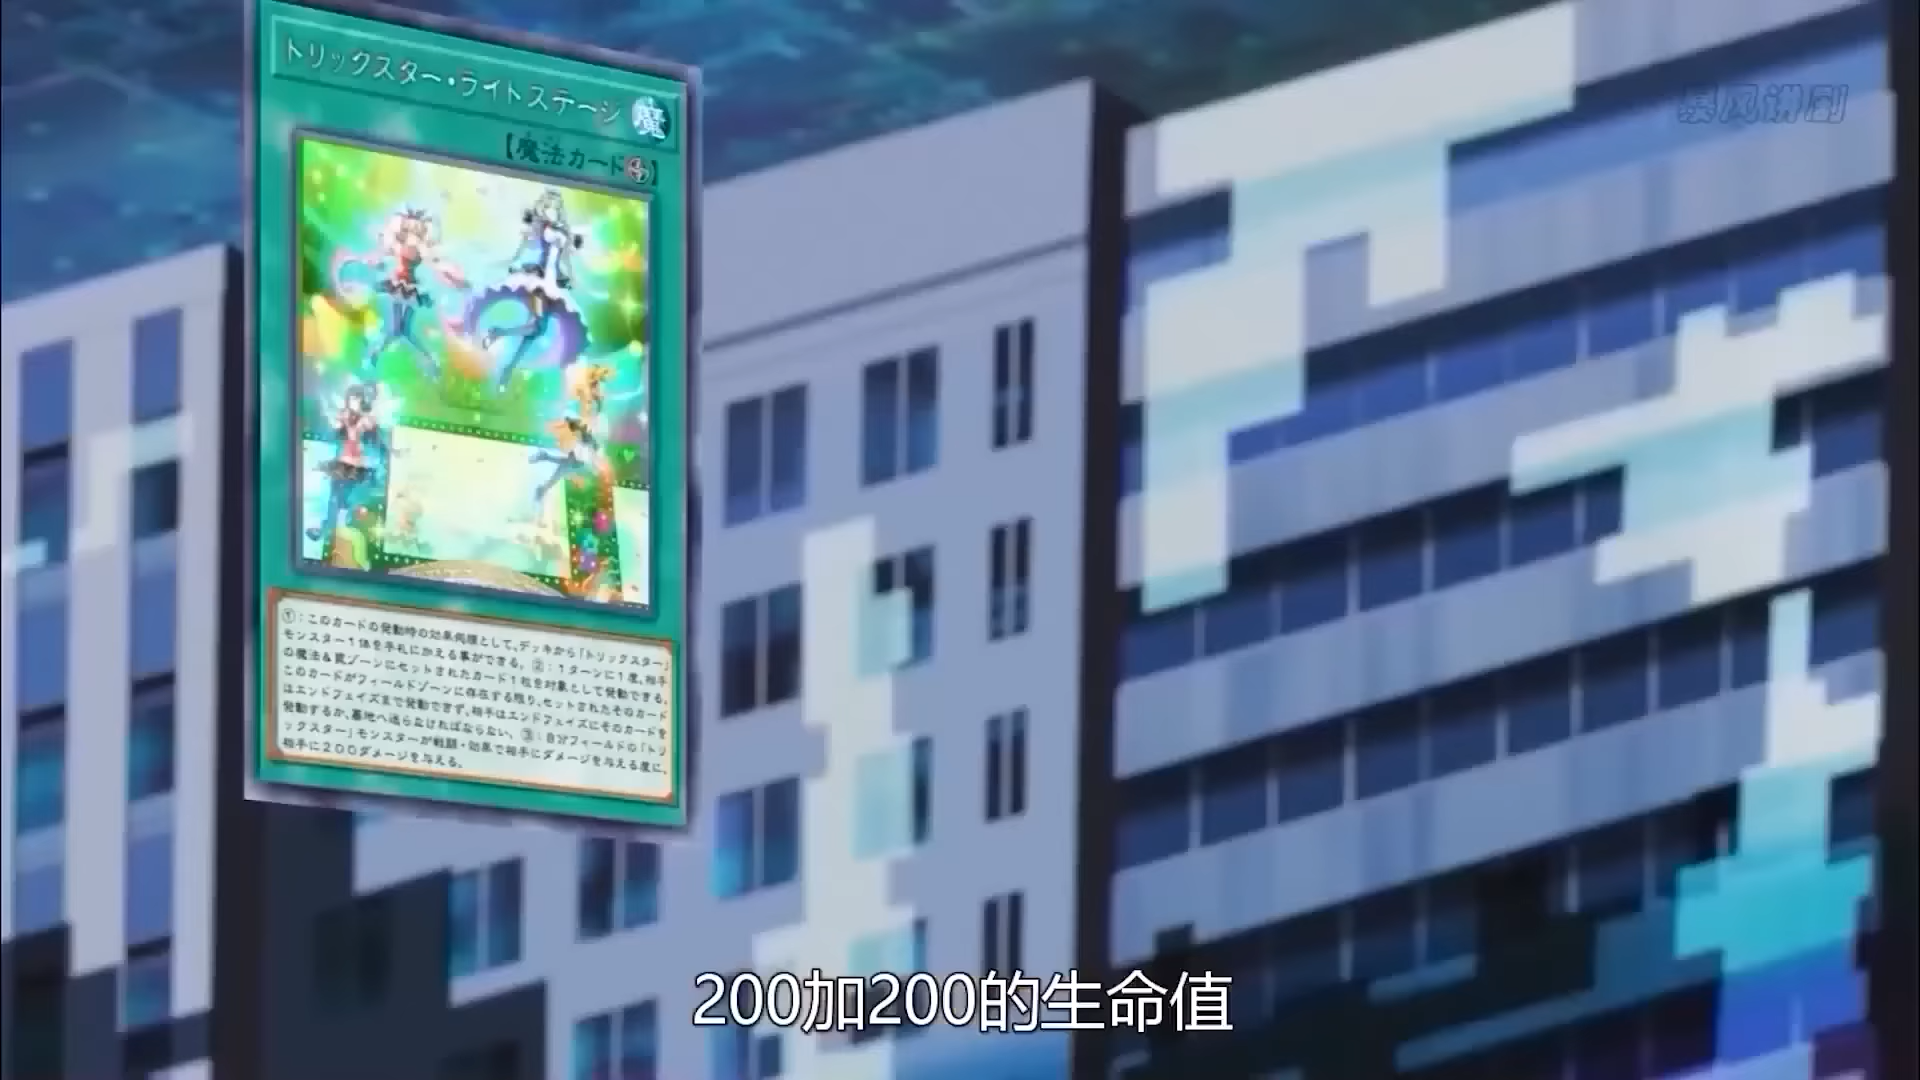 トリックスター・ライトステージ 魔
【魔法カード】
①：このカードの発動時の効果処理として、デッキから「トリックスター」
モンスター１体を手札に加える事ができる。②：１ターンに１度、相手
の魔法＆罠ゾーンにセットされたカード１枚を対象として発動できる。
このカードがフィールドゾーンに存在する限り、セットされたそのカード
はエンドフェイズまで発動できず、相手はエンドフェイズにそのカードを
発動するか、墓地へ送らなければならない。③：自分フィールドの「トリ
ックスター」モンスターが戦闘・効果で相手にダメージを与える度に、
相手に２００ダメージを与える。
暴风讲剧
200加200的生命值